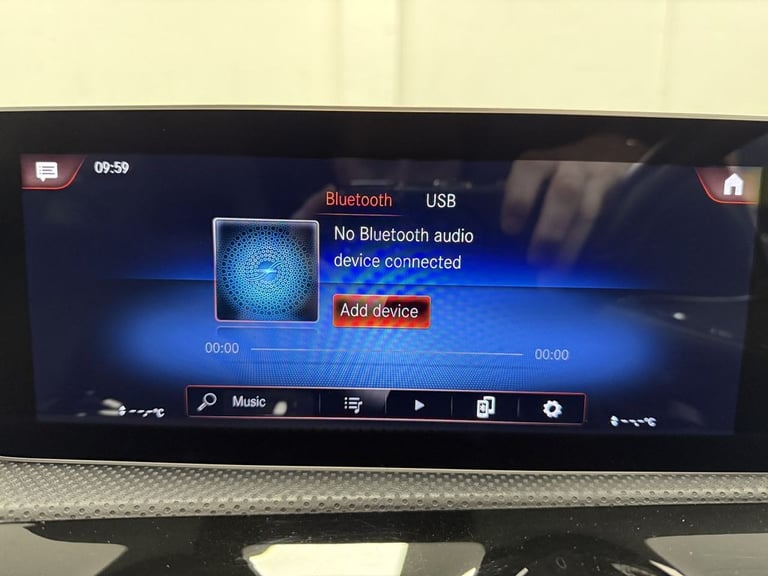 09:59
Bluetooth USB
No Bluetooth audio
device connected
Add device
00:00 00:00
Music
--,-°C --,-°C